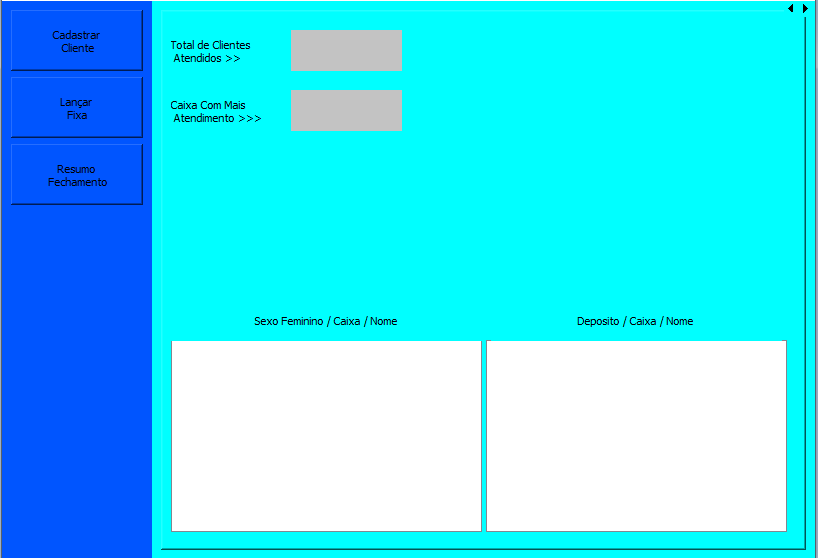 Cadastrar
Cliente
Lançar
Fixa
Resumo
Fechamento
Total de Clientes
Atendidos >>
Caixa Com Mais
Atendimento >>>
Sexo Feminino / Caixa / Nome
Deposito / Caixa / Nome